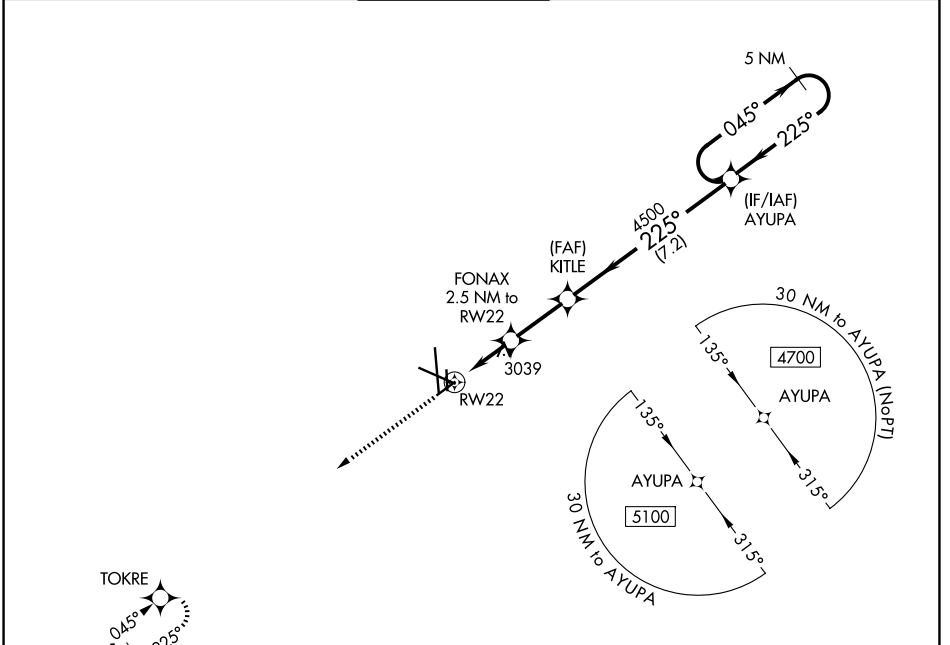 5 NM
045°
225°
(IF/IAF)
AYUPA
4500
225°
(7.2)
(FAF)
KITLE
FONAX
2.5 NM to
RW22
3039
RW22
30 NM to AYUPA (NoPT)
135°
4700
AYUPA
315°
135°
AYUPA
5100
315°
30 NM to AYUPA
TOKRE
045°
225°